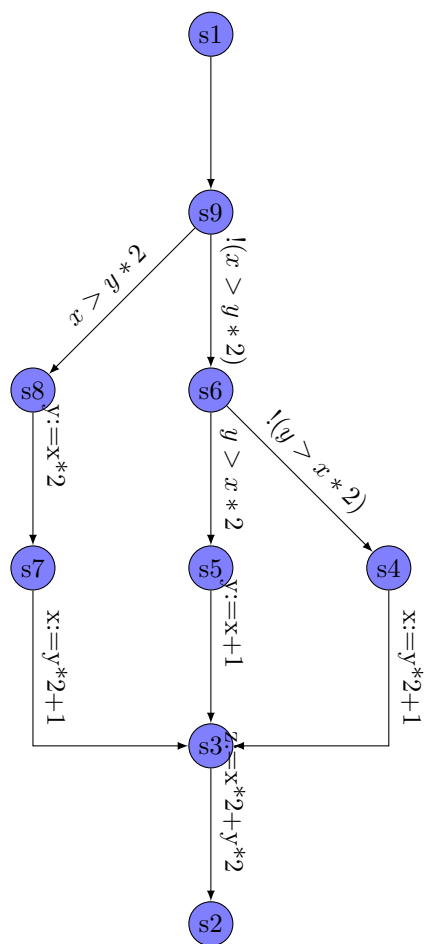 s1
s9
x > y * 2
!(x > y * 2)
s8
s6
y:=x*2
y > x * 2
!(y > x * 2)
s7
s5
s4
x:=y*2+1
y:=x+1
x:=y*2+1
s3
z:=x*2+y*2
s2